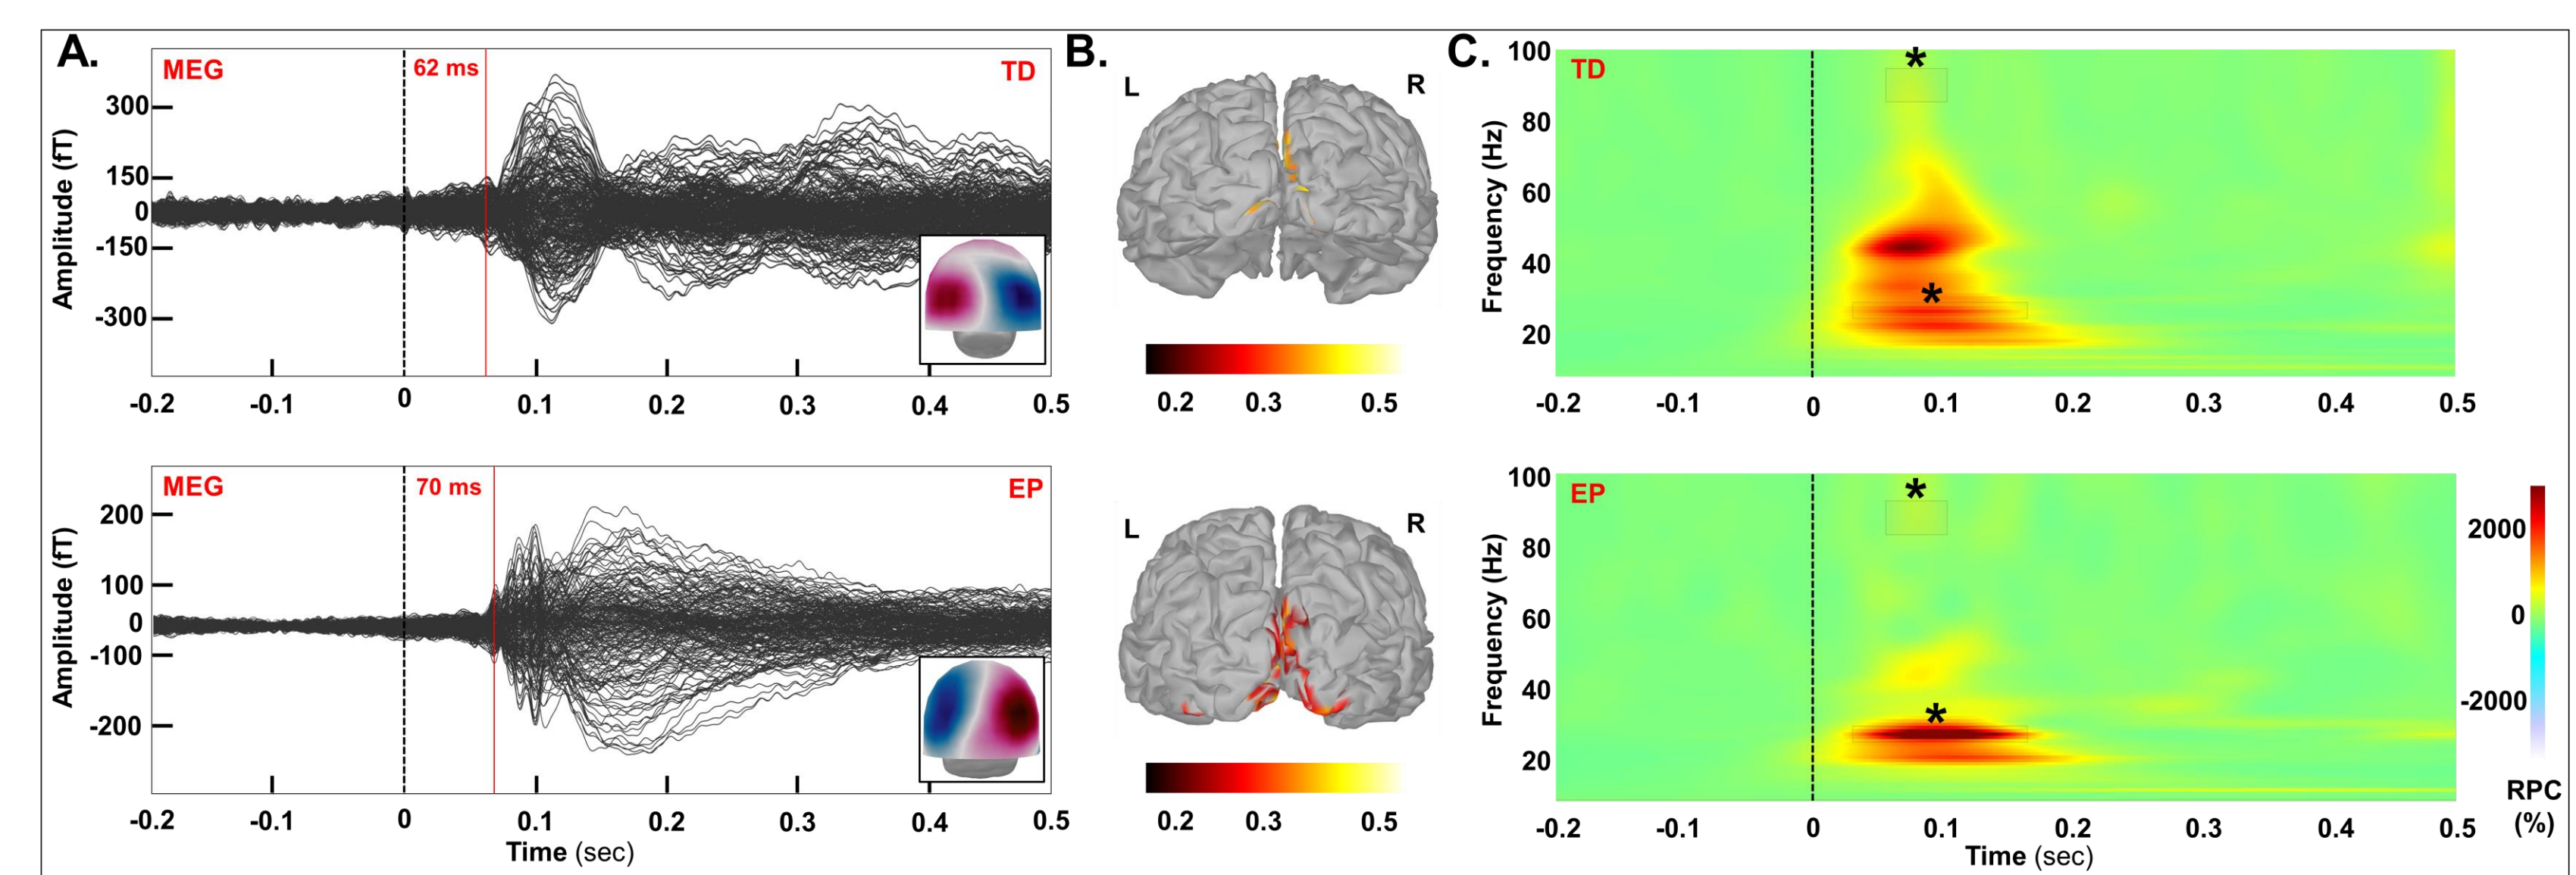 A.
MEG
62 ms
TD
300
150
0
-150
-300
Amplitude (fT)
-0.2 -0.1 0 0.1 0.2 0.3 0.4 0.5
MEG
70 ms
EP
200
100
0
-100
-200
Amplitude (fT)
-0.2 -0.1 0 0.1 0.2 0.3 0.4 0.5
Time (sec)
B.
L R
0.2 0.3 0.5
L R
0.2 0.3 0.5
C.
TD
*
*
100
80
60
40
20
Frequency (Hz)
-0.2 -0.1 0 0.1 0.2 0.3 0.4 0.5
EP
*
*
100
80
60
40
20
Frequency (Hz)
-0.2 -0.1 0 0.1 0.2 0.3 0.4 0.5
Time (sec)
2000
0
-2000
RPC
(%)